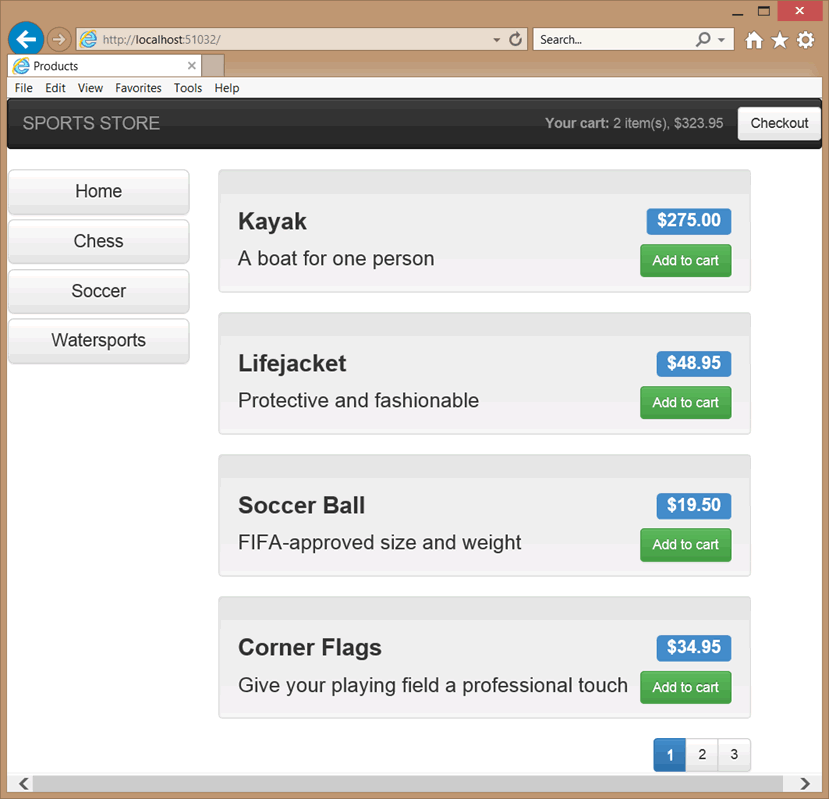 http://localhost:51032/
Search...
Products
File Edit View Favorites Tools Help
SPORTS STORE
Your cart: 2 item(s), $323.95
Checkout
Home
Chess
Soccer
Watersports
Kayak
$275.00
A boat for one person
Add to cart
Lifejacket
$48.95
Protective and fashionable
Add to cart
Soccer Ball
$19.50
FIFA-approved size and weight
Add to cart
Corner Flags
$34.95
Give your playing field a professional touch
Add to cart
1 2 3